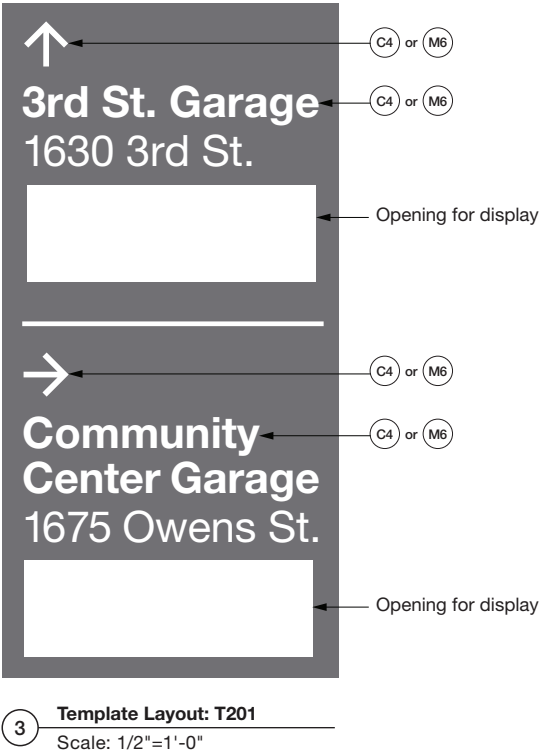 ↑ C4 or M6
3rd St. Garage C4 or M6
1630 3rd St.
Opening for display
→ C4 or M6
Community C4 or M6
Center Garage
1675 Owens St.
Opening for display
3 Template Layout: T201
Scale: 1/2"=1'-0"